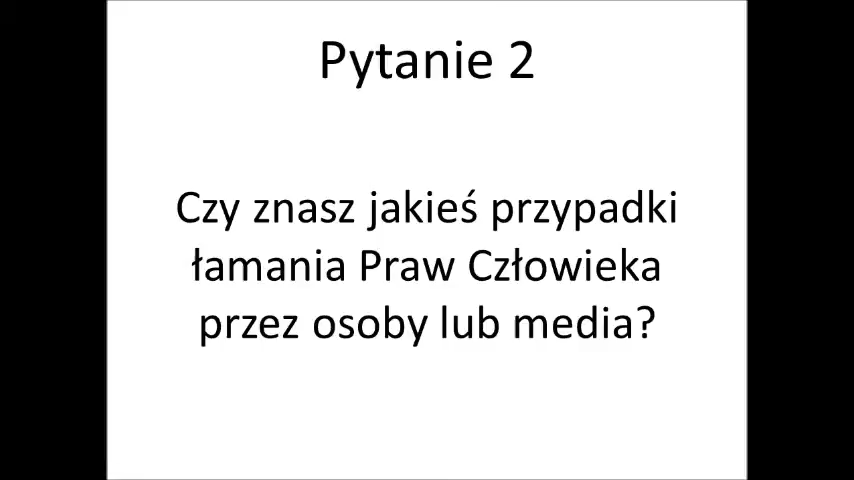 Pytanie 2
Czy znasz jakieś przypadki
łamania Praw Człowieka
przez osoby lub media?